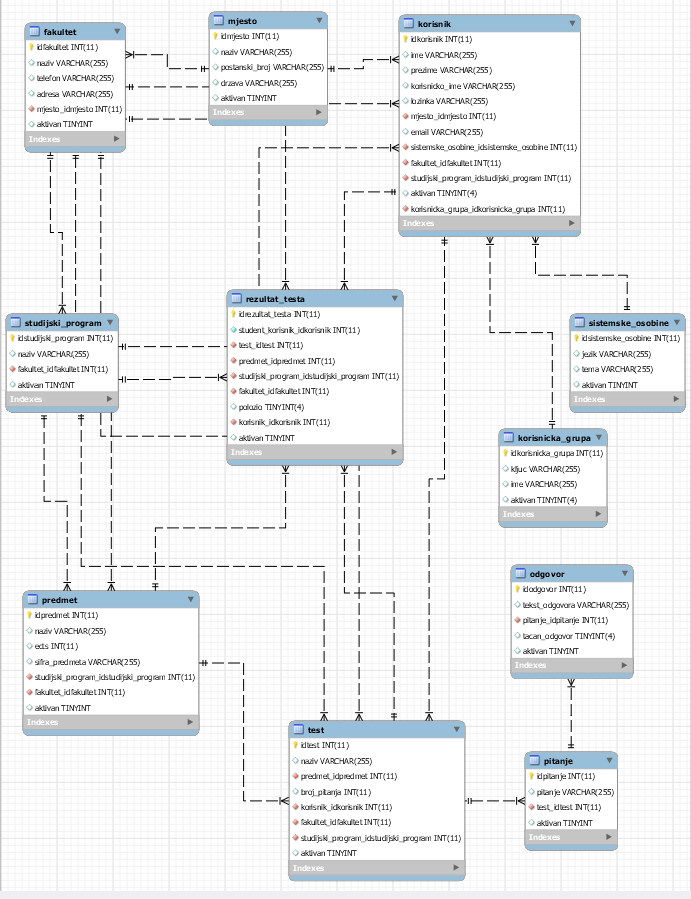 fakultet
idfakultet INT(11)
naziv VARCHAR(255)
telefon VARCHAR(255)
adresa VARCHAR(255)
mjesto_idmjesto INT(11)
aktivan TINYINT
Indexes
mjesto
idmjesto INT(11)
naziv VARCHAR(255)
postanski_broj VARCHAR(255)
drzava VARCHAR(255)
aktivan TINYINT
Indexes
korisnik
idkorisnik INT(11)
ime VARCHAR(255)
prezime VARCHAR(255)
korisnicko_ime VARCHAR(255)
lozinka VARCHAR(255)
mjesto_idmjesto INT(11)
email VARCHAR(255)
sistemske_osobine_idsistemske_osobine INT(11)
fakultet_idfakultet INT(11)
studijski_program_idstudijski_program INT(11)
aktivan TINYINT(4)
korisnicka_grupa_idkorisnicka_grupa INT(11)
Indexes
studijski_program
idstudijski_program INT(11)
naziv VARCHAR(255)
fakultet_idfakultet INT(11)
aktivan TINYINT
Indexes
rezultat_testa
idrezultat_testa INT(11)
student_korisnik_idkorisnik INT(11)
test_idtest INT(11)
predmet_idpredmet INT(11)
studijski_program_idstudijski_program INT(11)
fakultet_idfakultet INT(11)
polozio TINYINT(4)
korisnik_idkorisnik INT(11)
aktivan TINYINT
Indexes
sistemske_osobine
idsistemske_osobine INT(11)
jezik VARCHAR(255)
tema VARCHAR(255)
aktivan TINYINT
Indexes
korisnicka_grupa
idkorisnicka_grupa INT(11)
kljuc VARCHAR(255)
ime VARCHAR(255)
aktivan TINYINT(4)
Indexes
odgovor
idodgovor INT(11)
tekst_odgovora VARCHAR(255)
pitanje_idpitanje INT(11)
tacan_odgovor TINYINT(4)
aktivan TINYINT
Indexes
predmet
idpredmet INT(11)
naziv VARCHAR(255)
ects INT(11)
sifra_predmeta VARCHAR(255)
studijski_program_idstudijski_program INT(11)
fakultet_idfakultet INT(11)
aktivan TINYINT
Indexes
test
idtest INT(11)
naziv VARCHAR(255)
predmet_idpredmet INT(11)
broj_pitanja INT(11)
korisnik_idkorisnik INT(11)
fakultet_idfakultet INT(11)
studijski_program_idstudijski_program INT(11)
aktivan TINYINT
Indexes
pitanje
idpitanje INT(11)
pitanje VARCHAR(255)
test_idtest INT(11)
aktivan TINYINT
Indexes